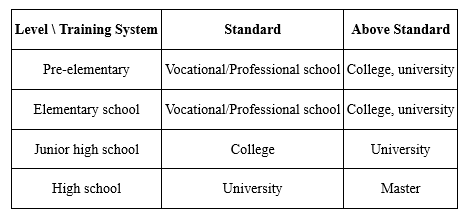 Level \ Training System Standard Above Standard
Pre-elementary Vocational/Professional school College, university
Elementary school Vocational/Professional school College, university
Junior high school College University
High school University Master